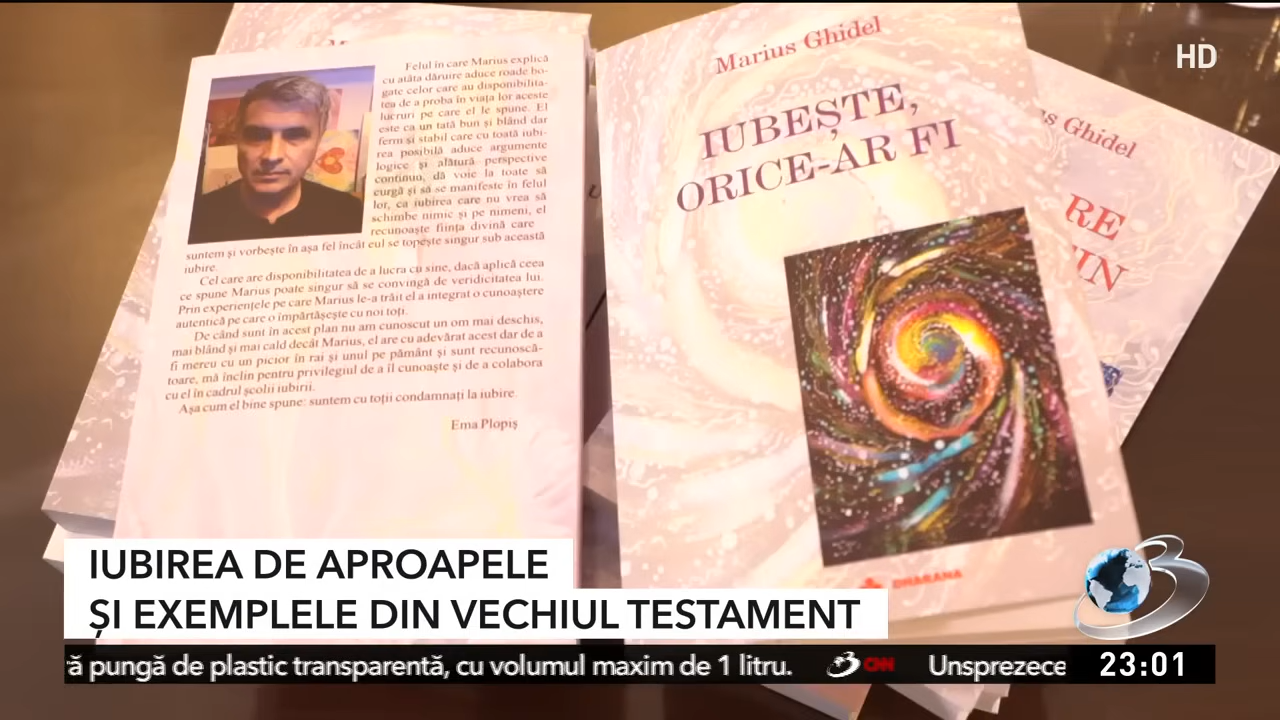 HD
Felul în care Marius explică
cu atâta dăruire aduce roade bo-
gate celor care au disponibilita-
tea de a proba în viața lor aceste
lucruri pe care el le spune. El
este ca un tată bun și blând dar
ferm și stabil care cu toată iubi-
rea posibilă aduce argumente
logice și alătură perspective
continuo, dă voie la toate să
curgă și să se manifeste în felul
lor, ca iubirea care nu vrea să
schimbe nimic și pe nimeni, el
recunoaște ființa divină care
suntem și vorbește în așa fel încât eul se topește singur sub această
iubire.
Cel care are disponibilitatea de a lucra cu sine, dacă aplică ceea
ce spune Marius poate singur să se convingă de veridicitatea lui.
Prin experiențele pe care Marius le-a trăit el a integrat o cunoaștere
autentică pe care o împărtășește cu noi toți.
De când sunt în acest plan nu am cunoscut un om mai deschis,
mai blând și mai cald decât Marius, el are cu adevărat acest dar de a
fi mereu cu un picior în rai și unul pe pământ și sunt recunoscă-
toare, mă înclin pentru privilegiul de a îl cunoaște și de a colabora
cu el în cadrul școlii iubirii.
Așa cum el bine spune: suntem cu toții condamnați la iubire.
Ema Plopiș
Marius Ghidel
IUBEȘTE,
ORICE-AR FI
DHARANA
us Ghidel
RE
IN
IUBIREA DE APROAPELE
ȘI EXEMPLELE DIN VECHIUL TESTAMENT
ă pungă de plastic transparentă, cu volumul maxim de 1 litru. 3 CNN Unsprezece
23:01